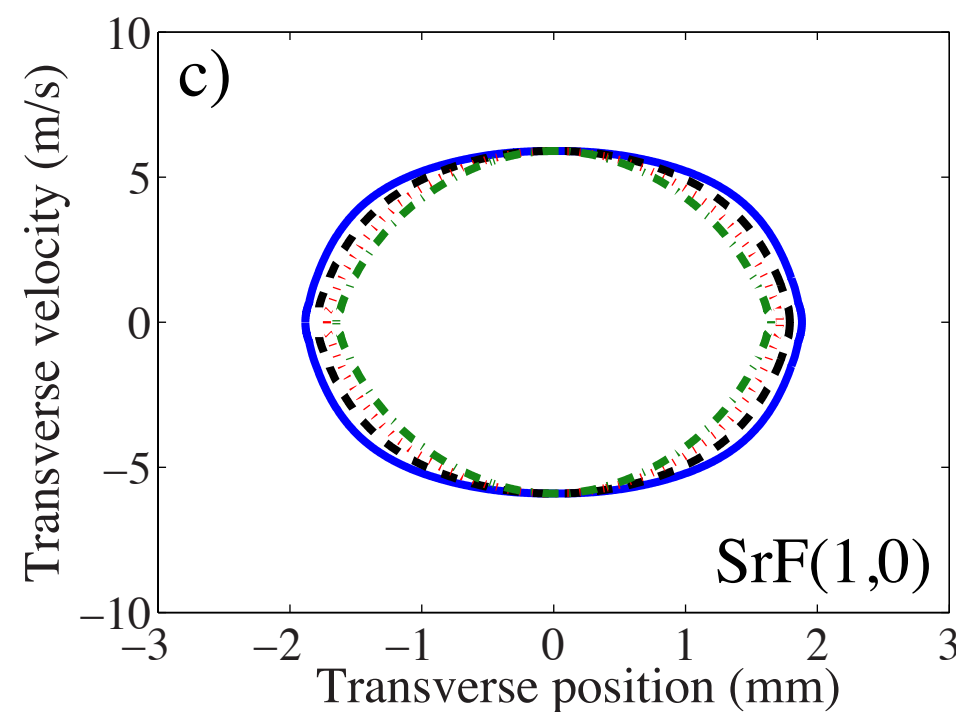 c)
10
5
0
−5
−10
Transverse velocity (m/s)
SrF(1,0)
−3 −2 −1 0 1 2 3
Transverse position (mm)